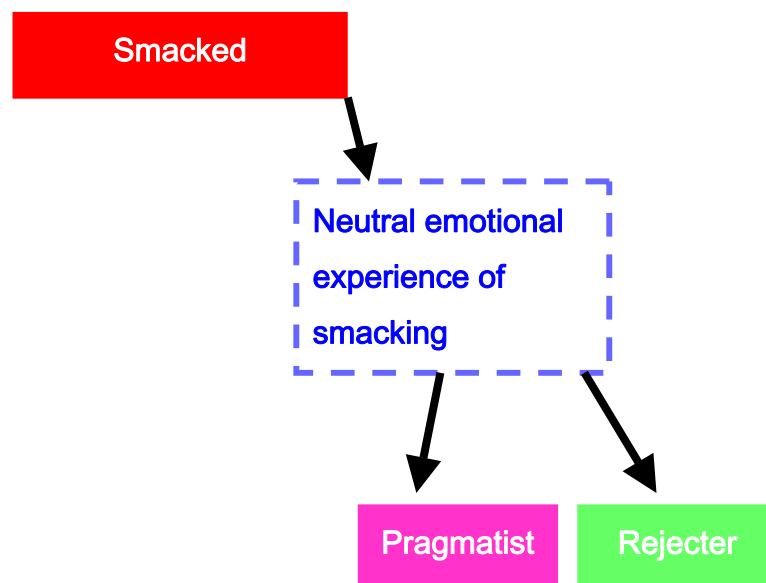 Smacked
Neutral emotional
experience of
smacking
Pragmatist
Rejecter